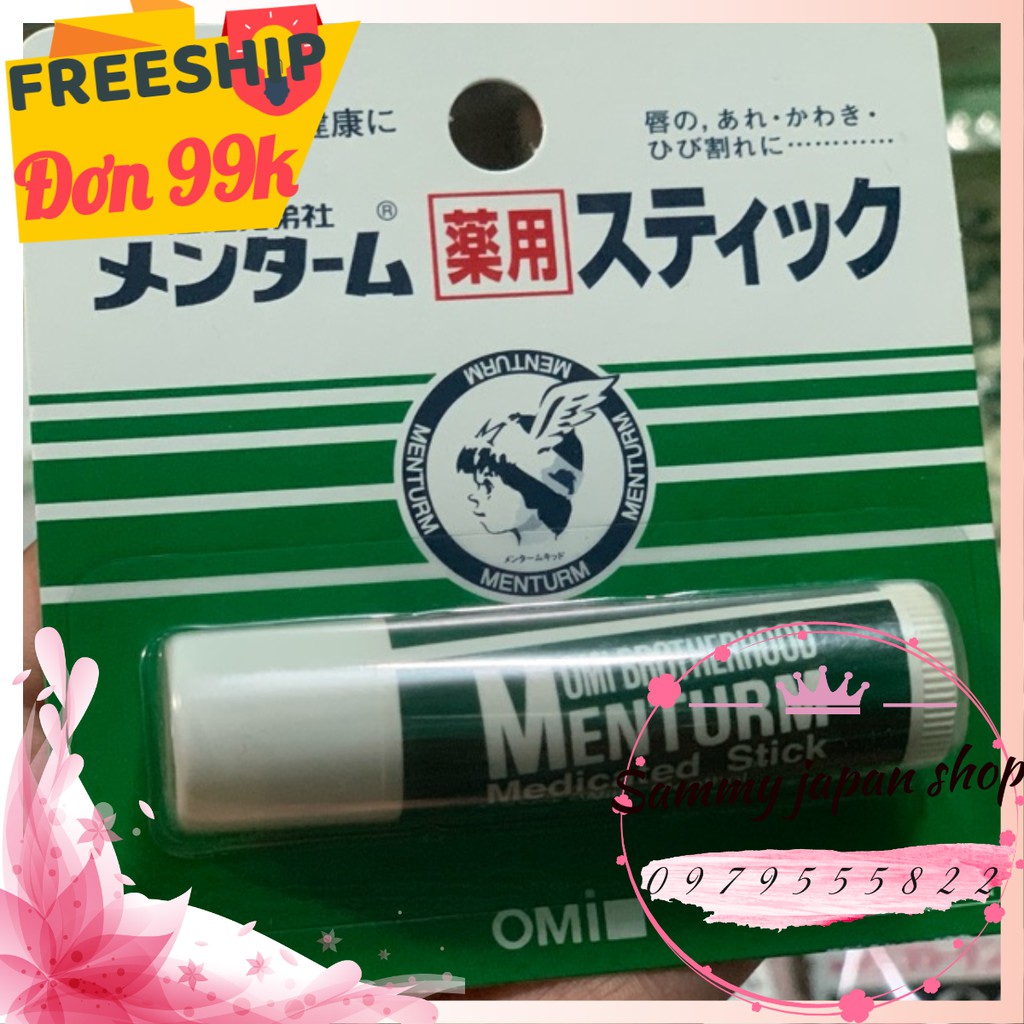 FREESHIP
Đơn 99k
健康に
唇の,あれ・かわき・
ひび割れに…………
弟社
メンターム® 薬用 スティック
MENTURM
MENTURM
MENTURM
メンタームキッド
MENTURM
OMI BROTHERHOOD
MENTURM
Medicated Stick
Sammy japan shop
0979555822
OMi